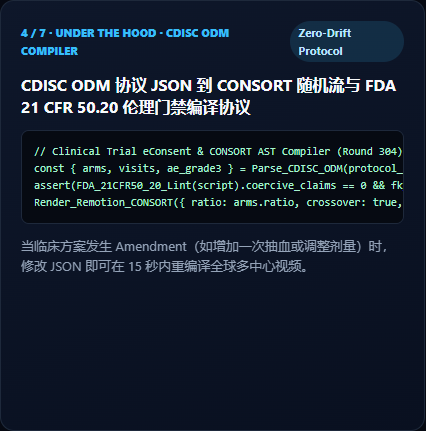 4 / 7 · UNDER THE HOOD · CDISC ODM
COMPILER
Zero-Drift
Protocol
CDISC ODM 协议 JSON 到 CONSORT 随机流与 FDA
21 CFR 50.20 伦理门禁编译协议
// Clinical Trial eConsent & CONSORT AST Compiler (Round 304)
const { arms, visits, ae_grade3 } = Parse_CDISC_ODM(protocol_
assert(FDA_21CFR50_20_Lint(script).coercive_claims == 0 && fk
Render_Remotion_CONSORT({ ratio: arms.ratio, crossover: true,
当临床方案发生 Amendment（如增加一次抽血或调整剂量）时，
修改 JSON 即可在 15 秒内重编译全球多中心视频。